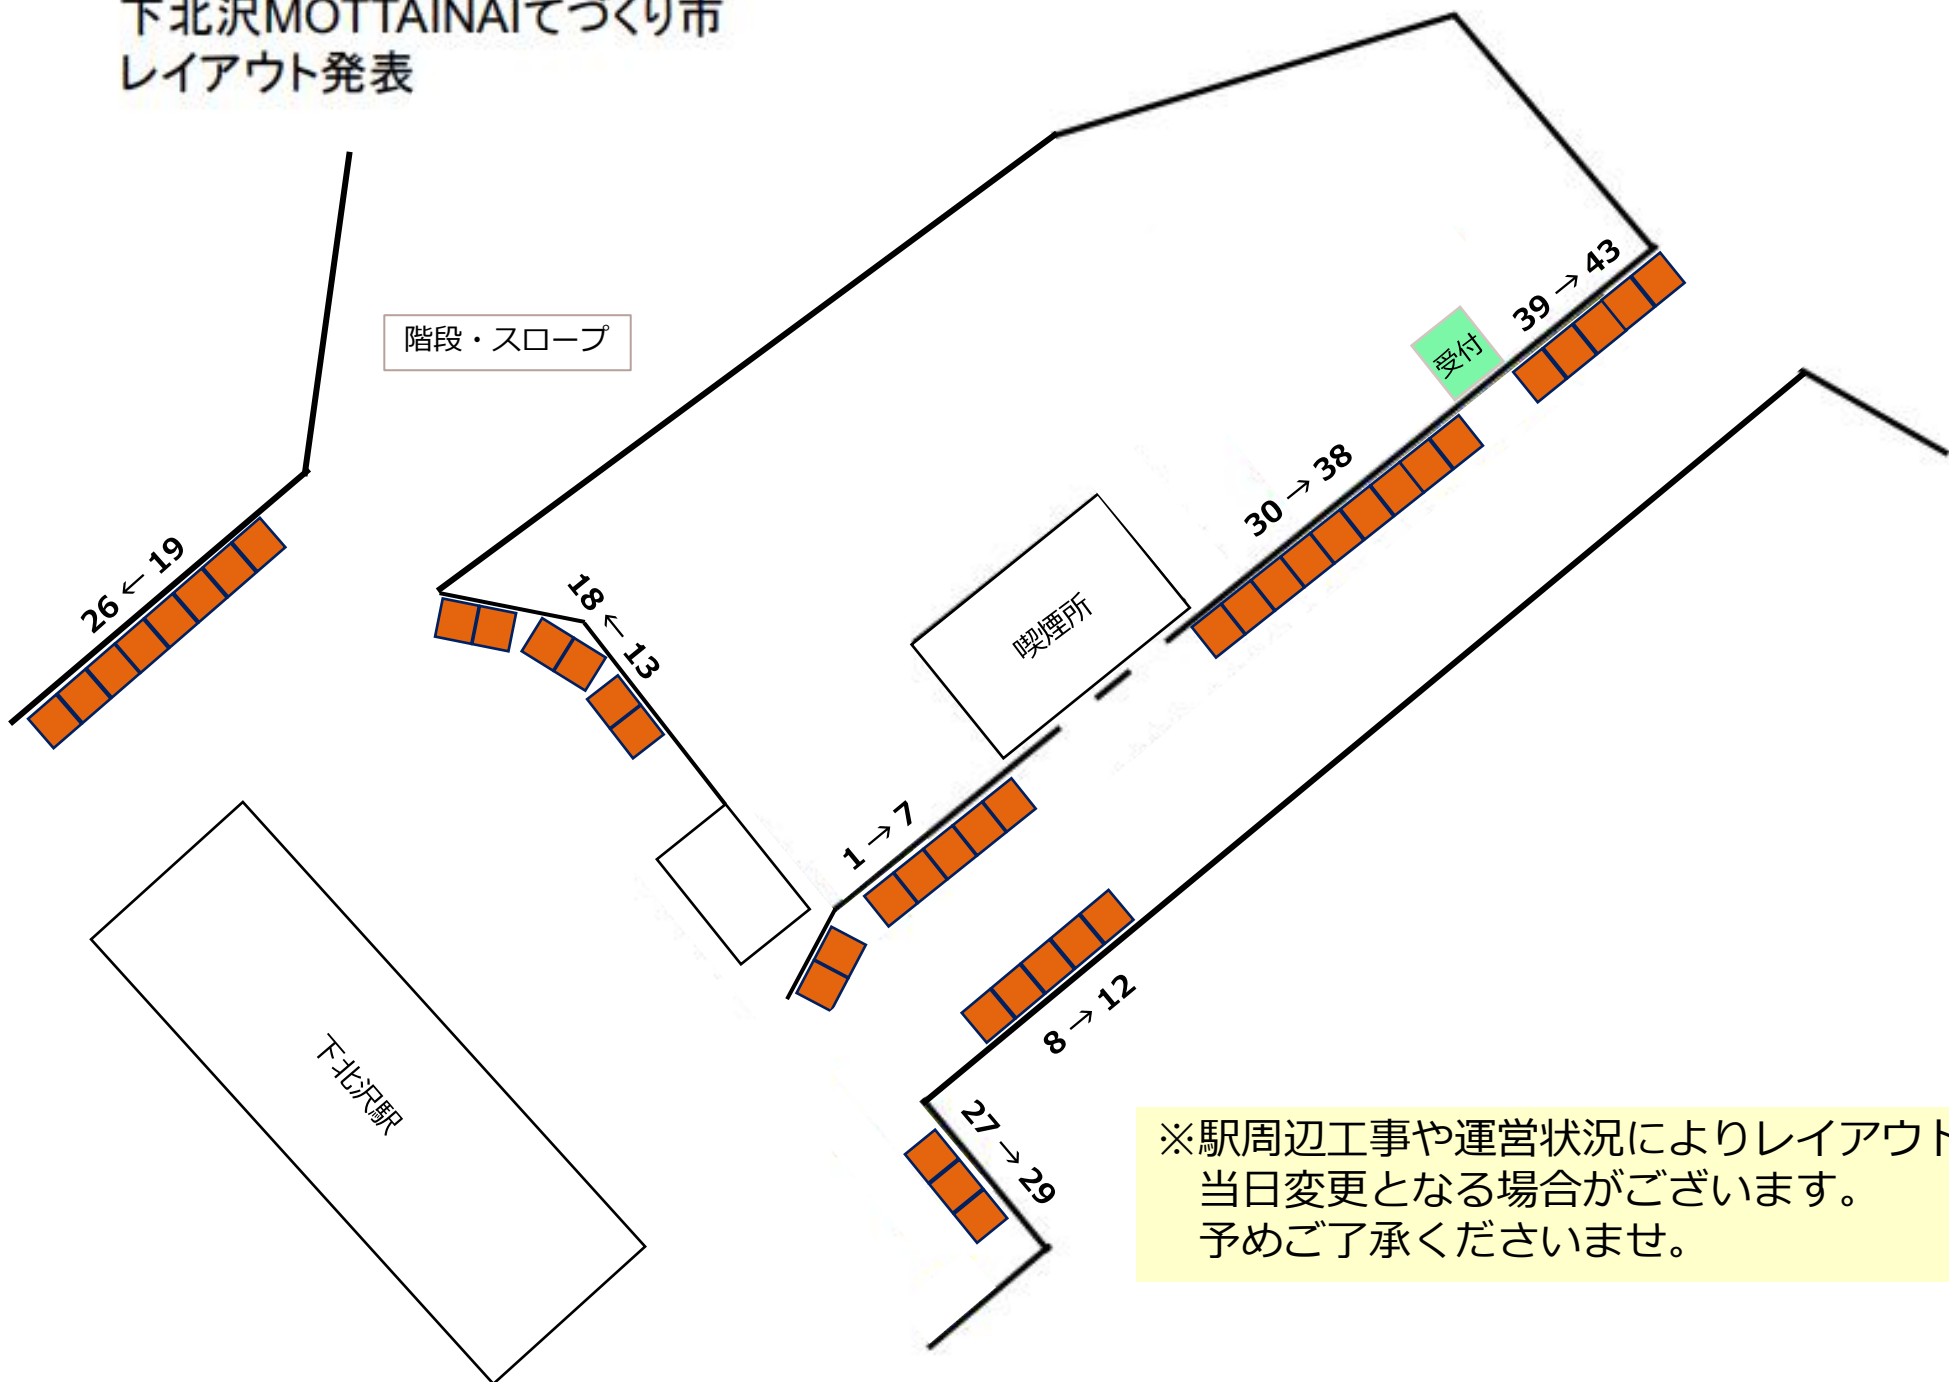 下北沢MOTTAINAIてづくり市
レイアウト発表
階段・スロープ
39 → 43
受付
30 → 38
26 ← 19
18 ← 13
喫煙所
1 → 7
8 → 12
下北沢駅
27 → 29
※駅周辺工事や運営状況によりレイアウト
当日変更となる場合がございます。
予めご了承くださいませ。